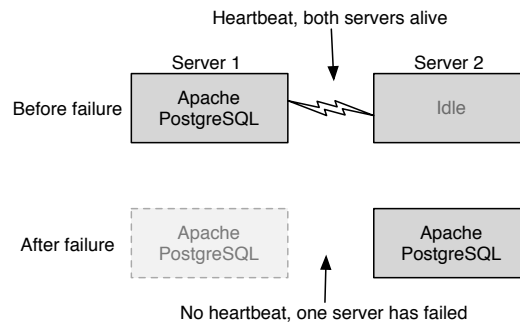 Heartbeat, both servers alive
Server 1
Server 2
Before failure
Apache
PostgreSQL
Idle
After failure
Apache
PostgreSQL
Apache
PostgreSQL
No heartbeat, one server has failed